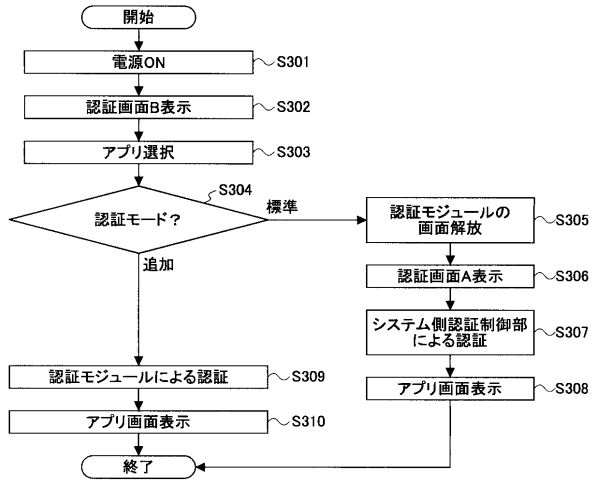 開始
電源ON
S301
認証画面B表示
S302
アプリ選択
S303
S304
認証モード?
標準
追加
認証モジュールの
画面解放
S305
認証画面A表示
S306
システム側認証制御部
による認証
S307
アプリ画面表示
S308
認証モジュールによる認証
S309
アプリ画面表示
S310
終了